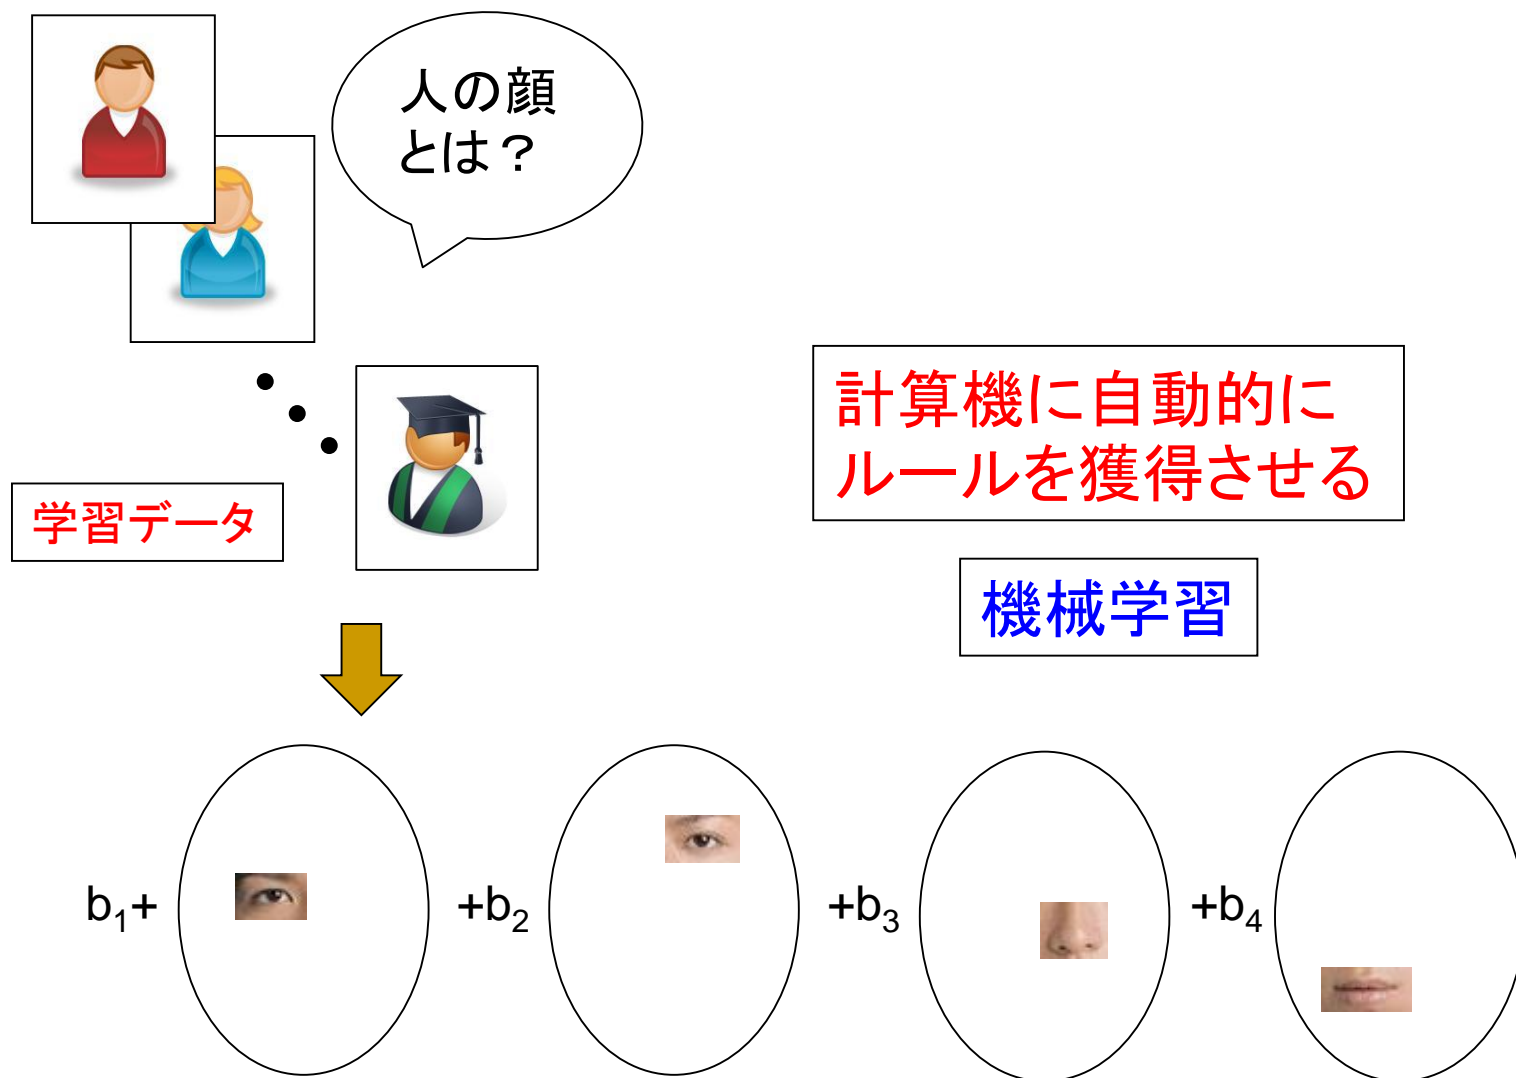 人の顔
とは？
計算機に自動的に
ルールを獲得させる
学習データ
機械学習
b₁+ +b₂ +b₃ +b₄